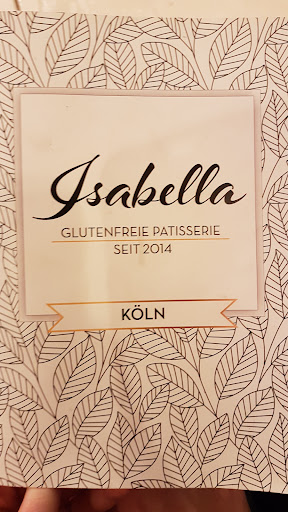 Isabella
GLUTENFREIE PATISSERIE
SEIT 2014
KÖLN